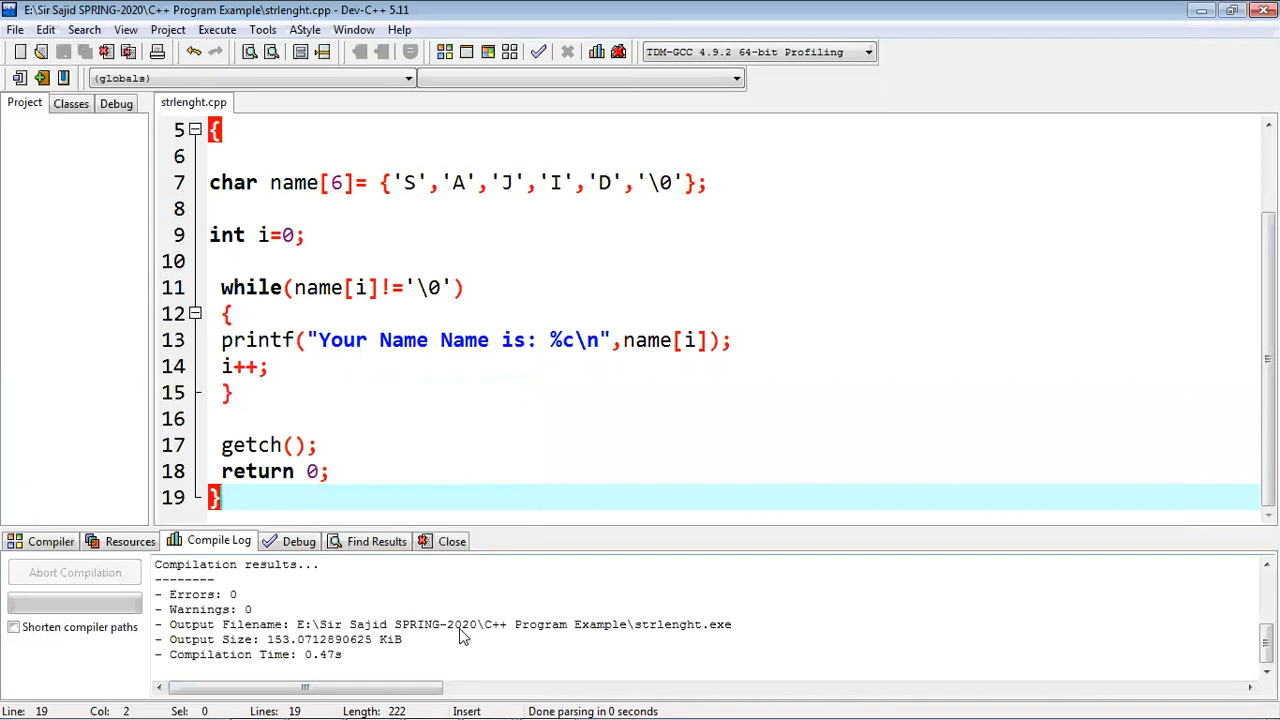 E:\Sir Sajid SPRING-2020\C++ Program Example\strlenght.cpp - Dev-C++ 5.11
File Edit Search View Project Execute Tools AStyle Window Help
TDM-GCC 4.9.2 64-bit Profiling
(globals)
Project Classes Debug strlenght.cpp
5 {
6
7 char name[6]= {'S','A','J','I','D','\0'};
8
9 int i=0;
10
11 while(name[i]!='\0')
12 {
13 printf("Your Name Name is: %c\n",name[i]);
14 i++;
15 }
16
17 getch();
18 return 0;
19 }
Compiler Resources Compile Log Debug Find Results Close
Compilation results...
Abort Compilation
--------
- Errors: 0
- Warnings: 0
- Output Filename: E:\Sir Sajid SPRING-2020\C++ Program Example\strlenght.exe
Shorten compiler paths
- Output Size: 153.0712890625 KiB
- Compilation Time: 0.47s
Line: 19 Col: 2 Sel: 0 Lines: 19 Length: 222 Insert Done parsing in 0 seconds